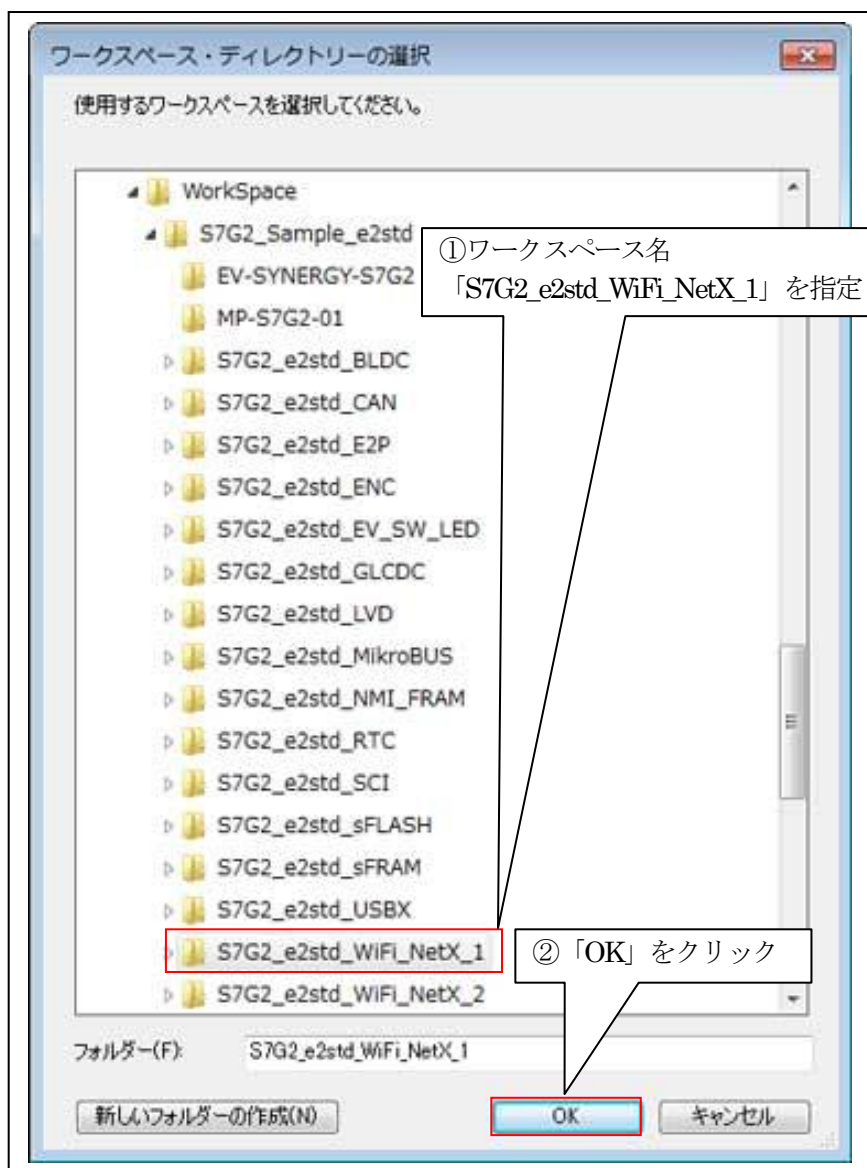 ワークスペース・ディレクトリーの選択
使用するワークスペースを選択してください。
WorkSpace
S7G2_Sample_e2std
①ワークスペース名
「S7G2_e2std_WiFi_NetX_1」を指定
EV-SYNERGY-S7G2
MP-S7G2-01
S7G2_e2std_BLDC
S7G2_e2std_CAN
S7G2_e2std_E2P
S7G2_e2std_ENC
S7G2_e2std_EV_SW_LED
S7G2_e2std_GLCDC
S7G2_e2std_LVD
S7G2_e2std_MikroBUS
S7G2_e2std_NMI_FRAM
S7G2_e2std_RTC
S7G2_e2std_SCI
S7G2_e2std_sFLASH
S7G2_e2std_sFRAM
S7G2_e2std_USBX
S7G2_e2std_WiFi_NetX_1
②「OK」をクリック
S7G2_e2std_WiFi_NetX_2
フォルダー(F): S7G2_e2std_WiFi_NetX_1
新しいフォルダーの作成(N) OK キャンセル